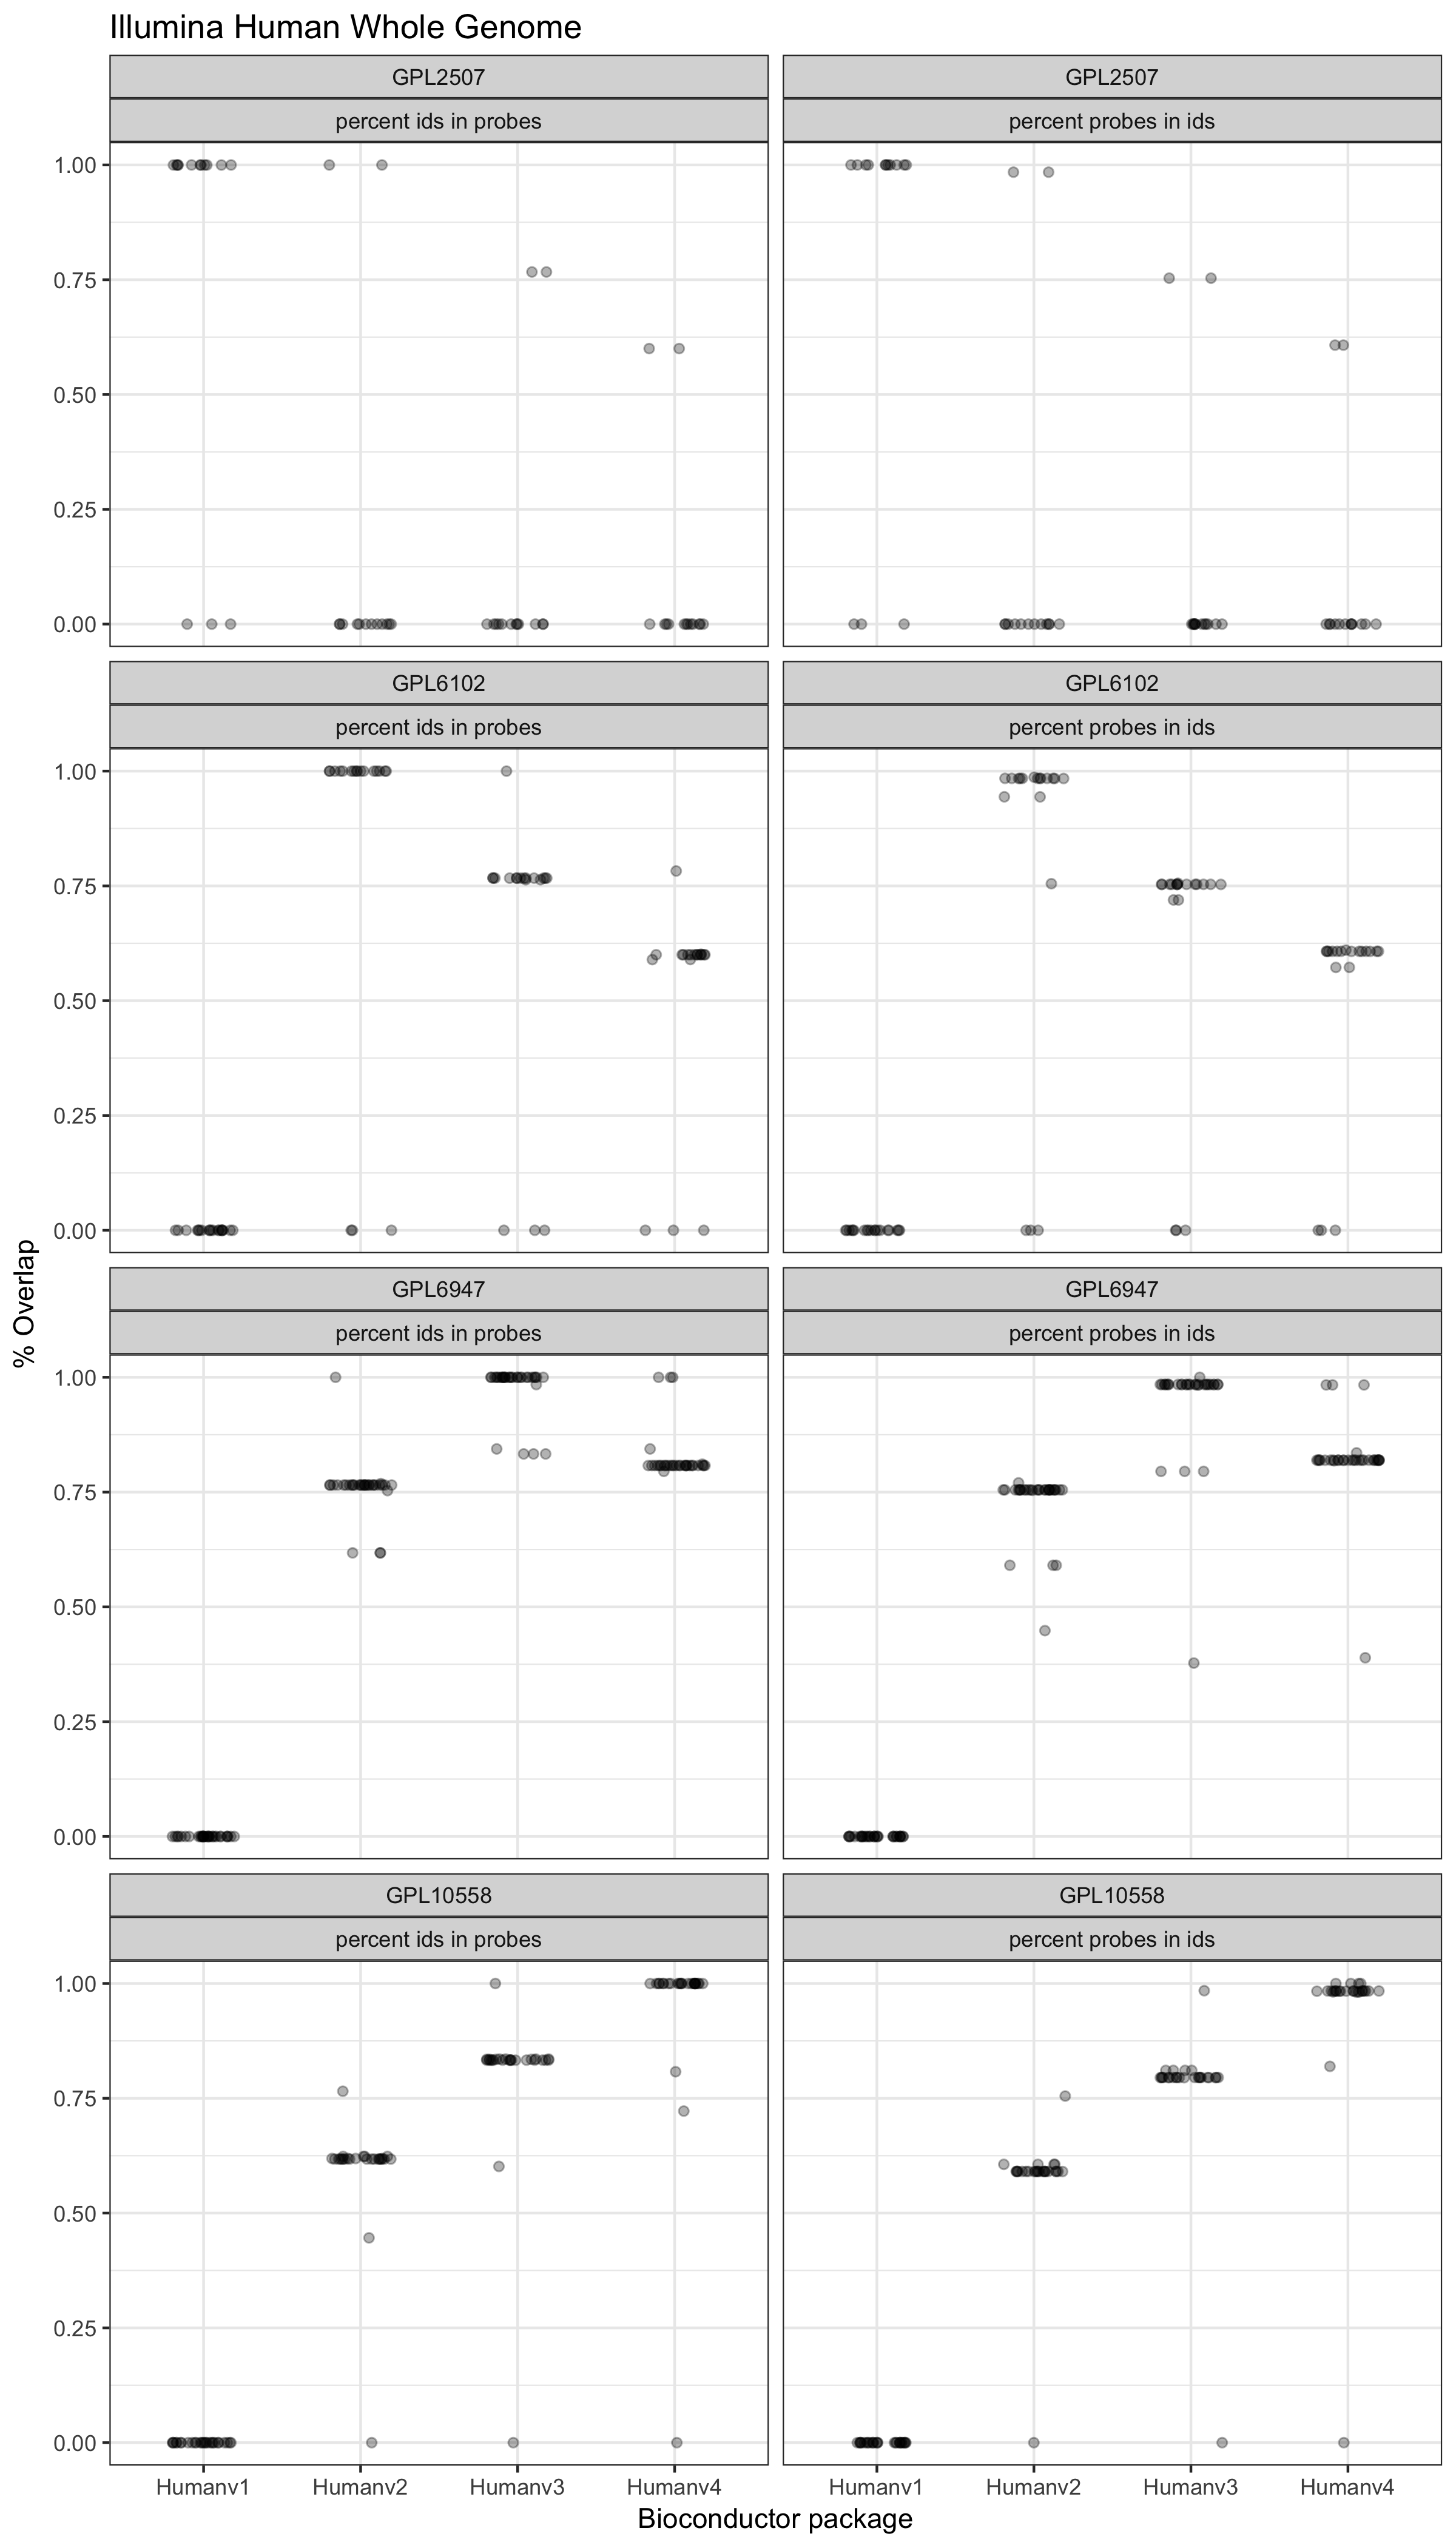 Illumina Human Whole Genome
GPL2507
GPL2507
percent ids in probes
percent probes in ids
1.00
0.75
0.50
0.25
0.00
GPL6102
GPL6102
percent ids in probes
percent probes in ids
1.00
0.75
0.50
0.25
0.00
% Overlap
GPL6947
GPL6947
percent ids in probes
percent probes in ids
1.00
0.75
0.50
0.25
0.00
GPL10558
GPL10558
percent ids in probes
percent probes in ids
1.00
0.75
0.50
0.25
0.00
Humanv1 Humanv2 Humanv3 Humanv4
Humanv1 Humanv2 Humanv3 Humanv4
Bioconductor package